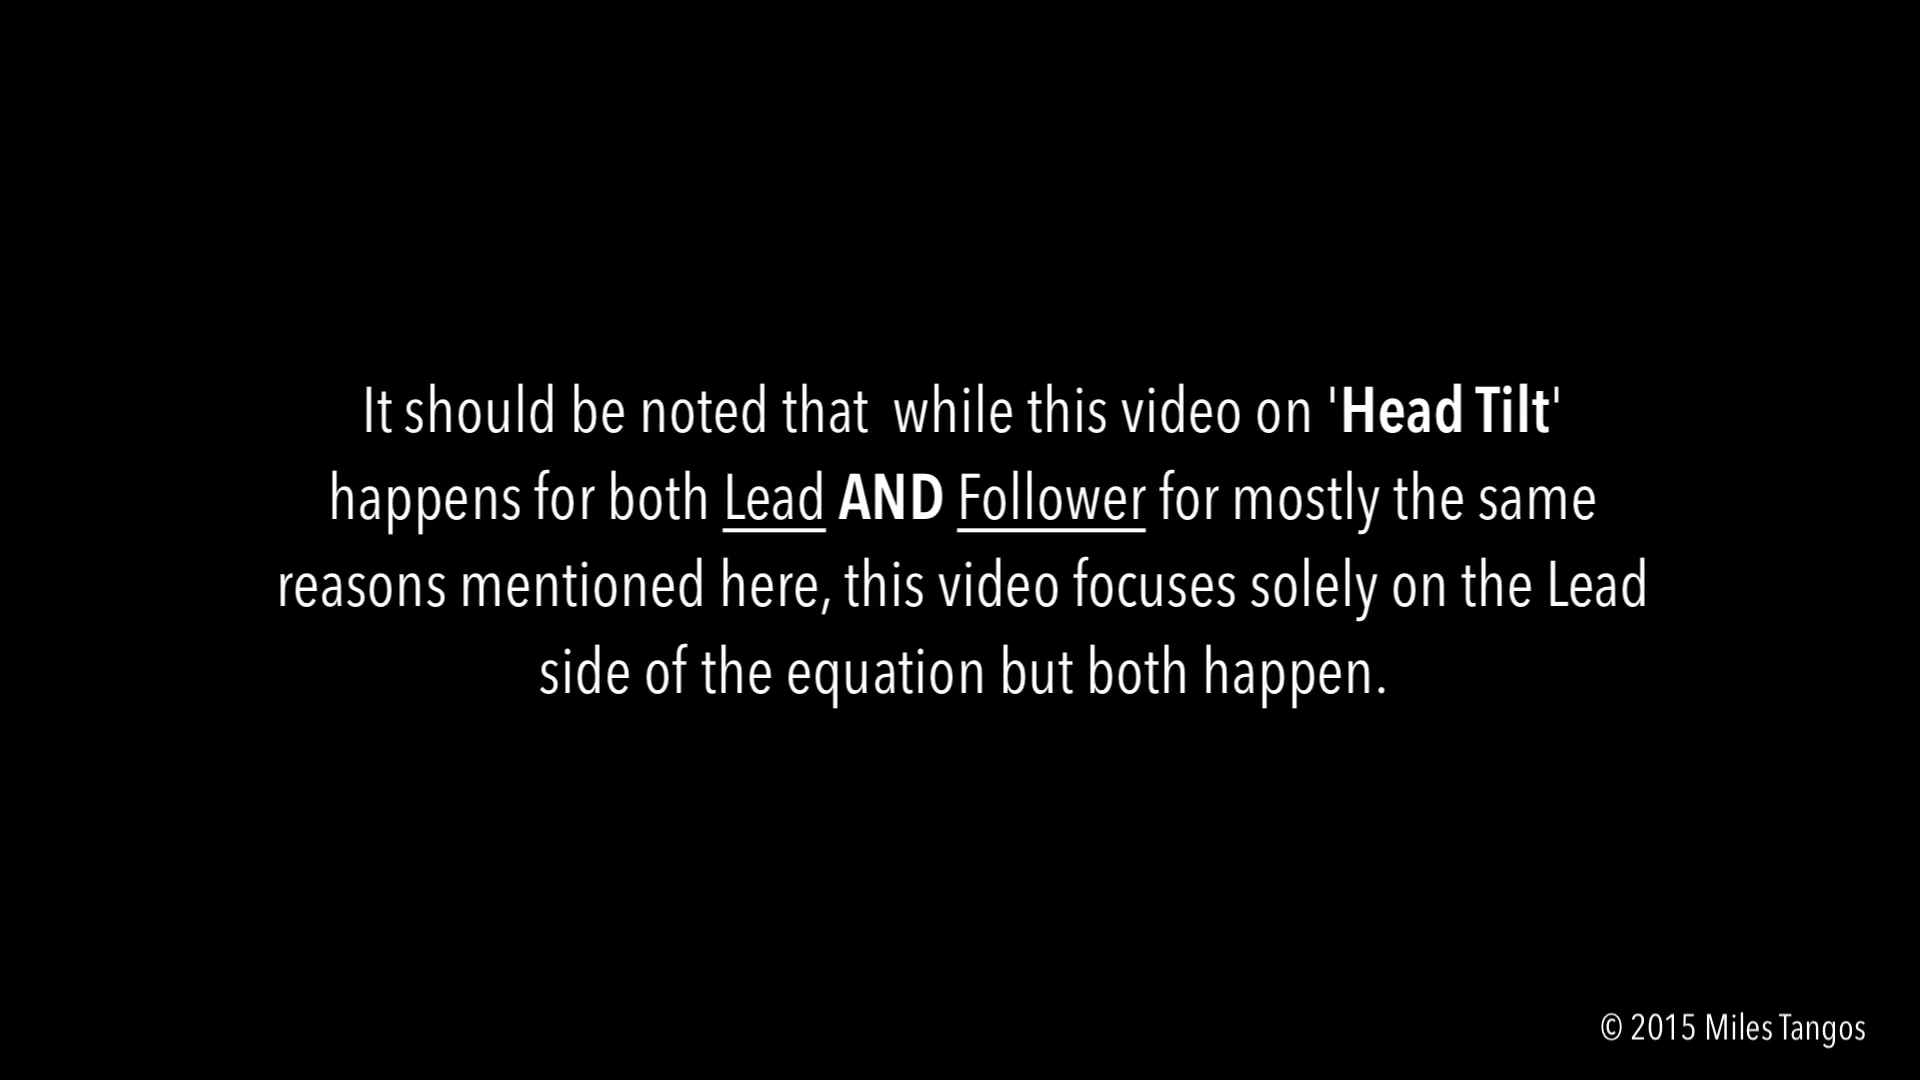 It should be noted that  while this video on 'Head Tilt'
happens for both Lead AND Follower for mostly the same
reasons mentioned here, this video focuses solely on the Lead
side of the equation but both happen.
© 2015 Miles Tangos